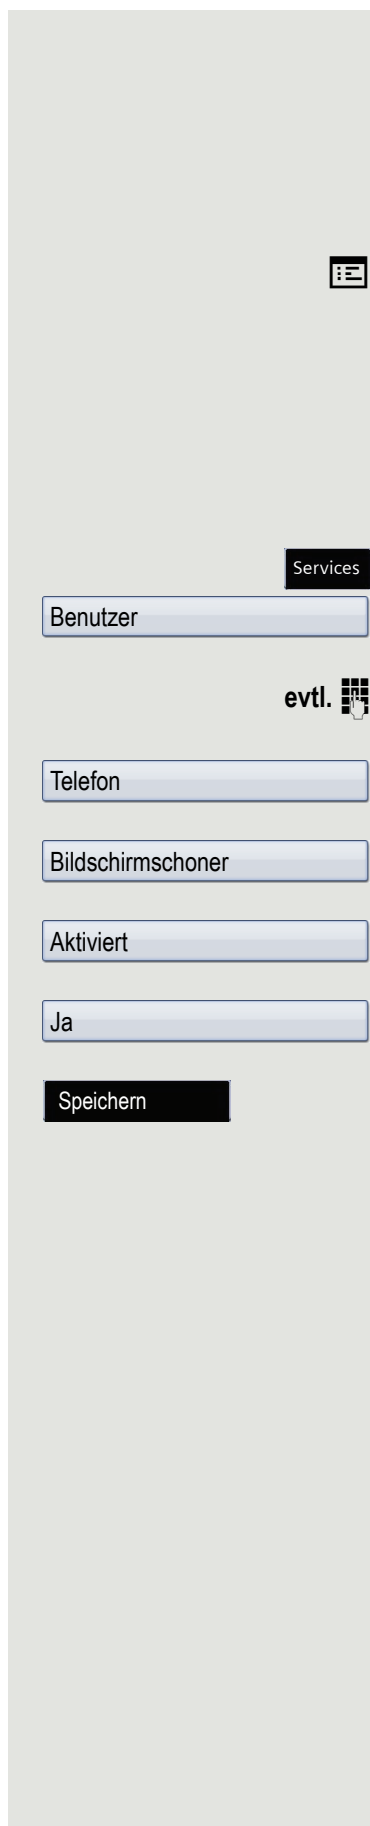 Services
Benutzer
evtl.
Telefon
Bildschirmschoner
Aktiviert
Ja
Speichern